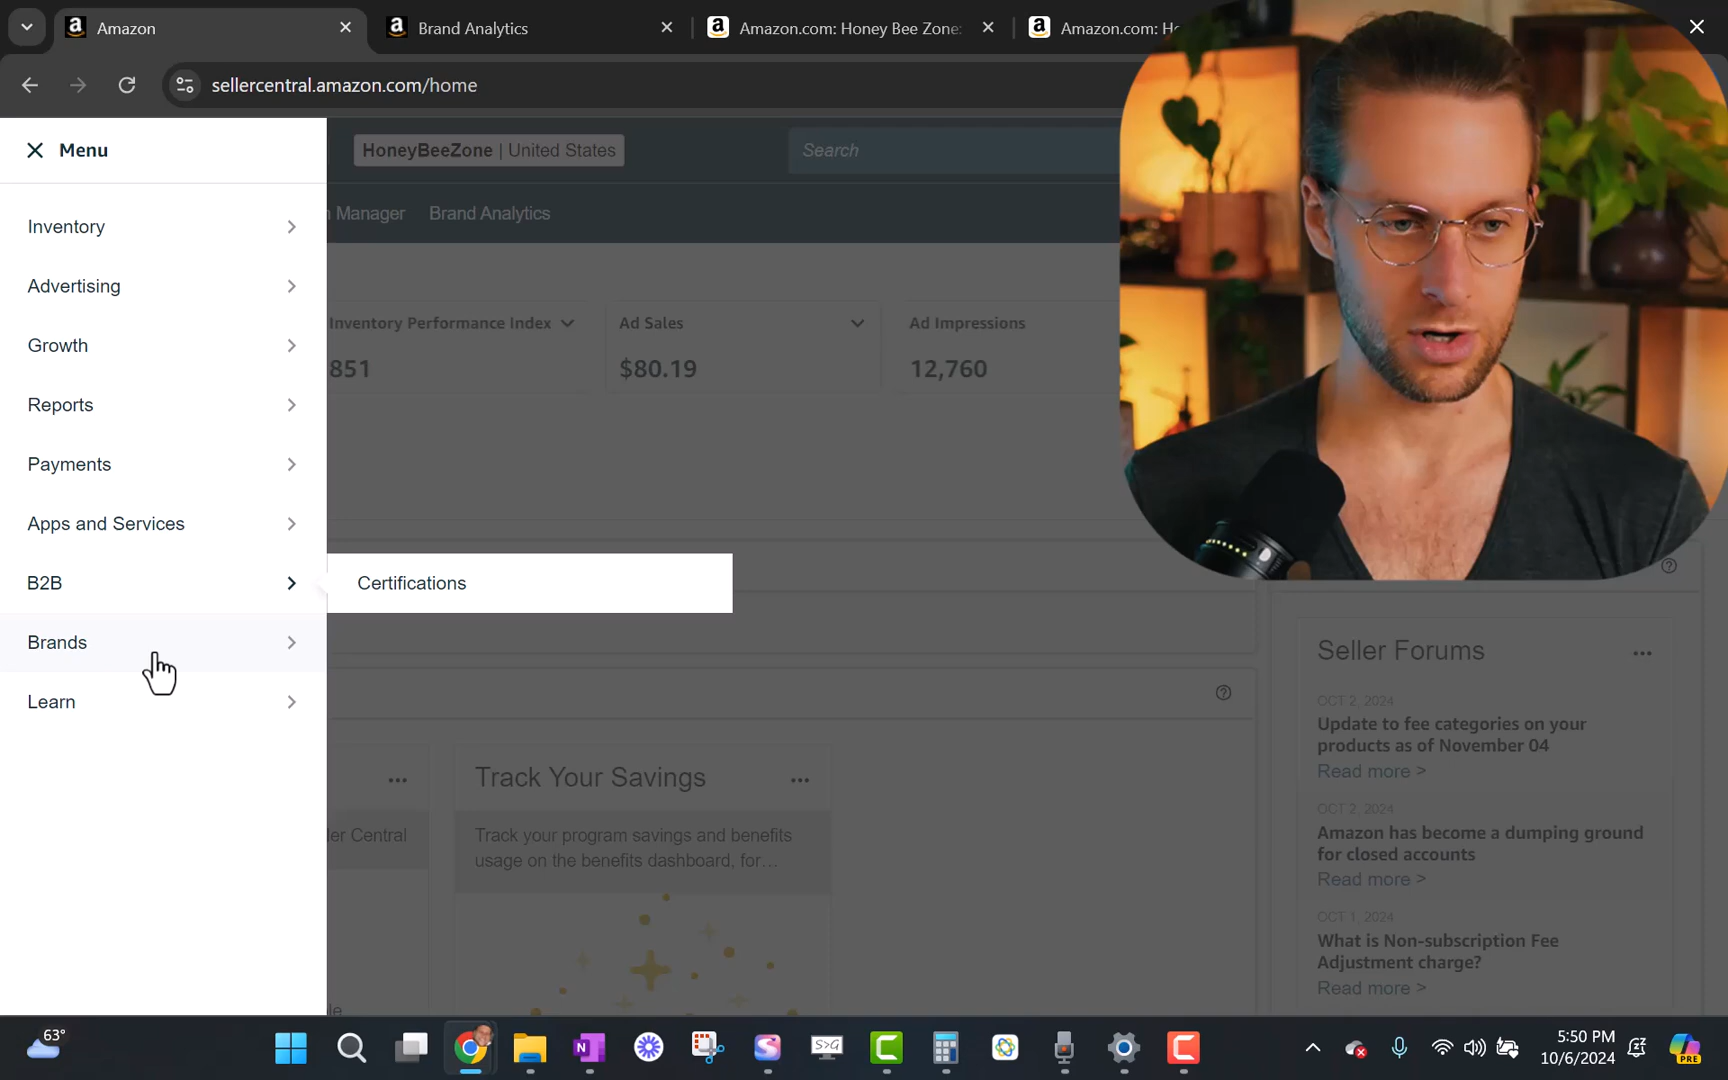 Amazon
Brand Analytics
Amazon.com: Honey Bee Zone:
Amazon.com: H
sellercentral.amazon.com/home
Menu
HoneyBeeZone | United States
Search
Inventory
n Manager
Brand Analytics
Advertising
Growth
Inventory Performance Index
Ad Sales
Ad Impressions
851
$80.19
12,760
Reports
Payments
Apps and Services
B2B
Certifications
Brands
Learn
Seller Forums
OCT 2, 2024
Update to fee categories on your
products as of November 04
Read more >
OCT 2, 2024
Amazon has become a dumping ground
for closed accounts
Read more >
OCT 1, 2024
What is Non-subscription Fee
Adjustment charge?
Read more >
Track Your Savings
ler Central
Track your program savings and benefits
usage on the benefits dashboard, for...
le
63°
S>G
5:50 PM
10/6/2024
PRE